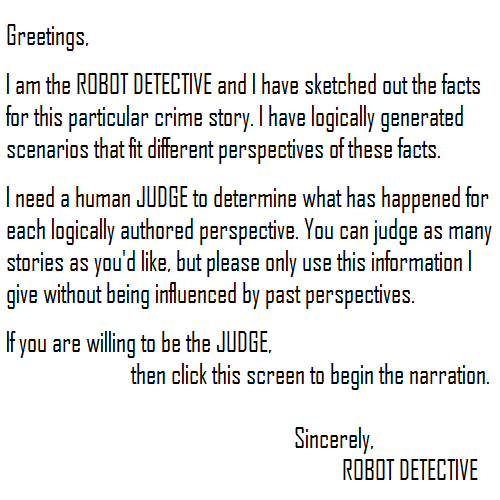 Greetings,
I am the ROBOT DETECTIVE and I have sketched out the facts
for this particular crime story. I have logically generated
scenarios that fit different perspectives of these facts.
I need a human JUDGE to determine what has happened for
each logically authored perspective. You can judge as many
stories as you'd like, but please only use this information I
give without being influenced by past perspectives.
If you are willing to be the JUDGE,
then click this screen to begin the narration.
Sincerely,
ROBOT DETECTIVE